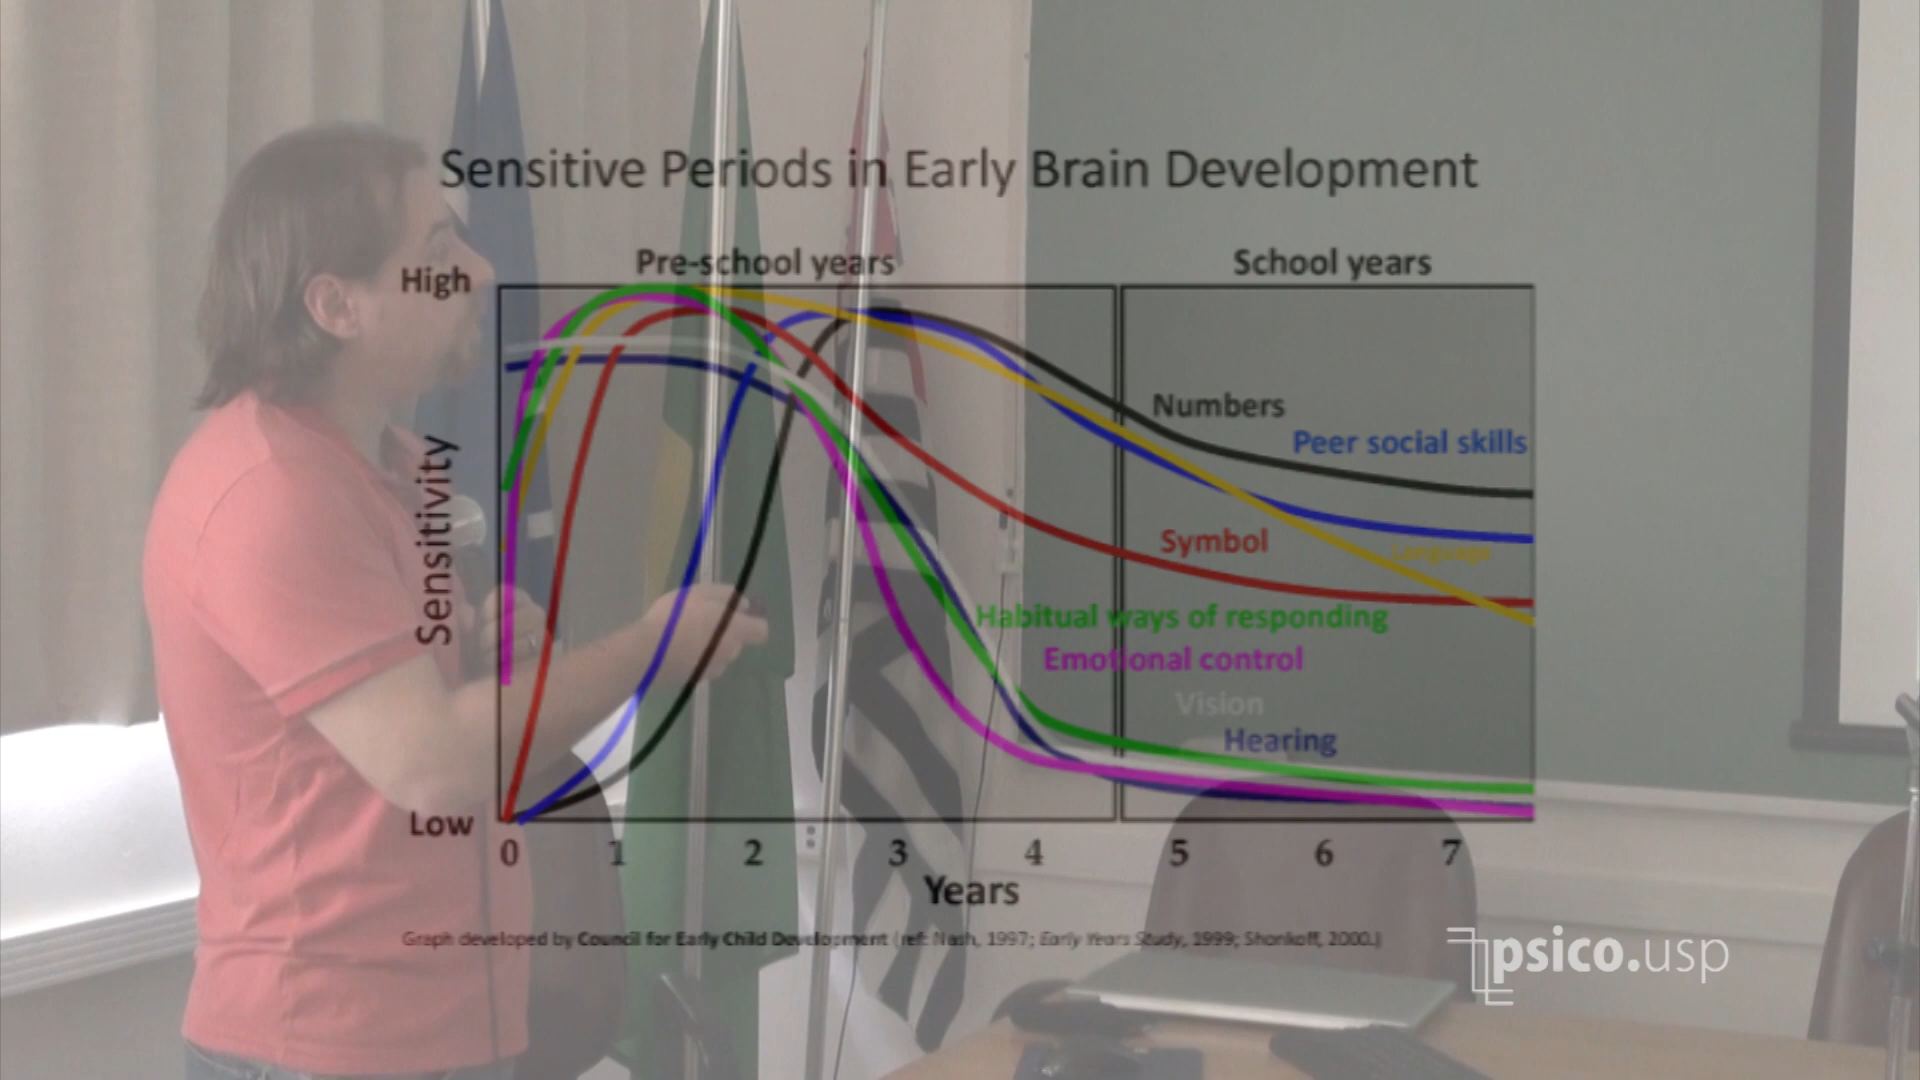 Sensitive Periods in Early Brain Development
Pre-school years
School years
High
Sensitivity
Low
Numbers
Peer social skills
Symbol
Language
Habitual ways of responding
Emotional control
Vision
Hearing
0 1 2 3 4 5 6 7
Years
Graph developed by Council for Early Child Development (ref: Nash, 1997; Early Years Study, 1999; Shonkoff, 2000.)
psico.usp